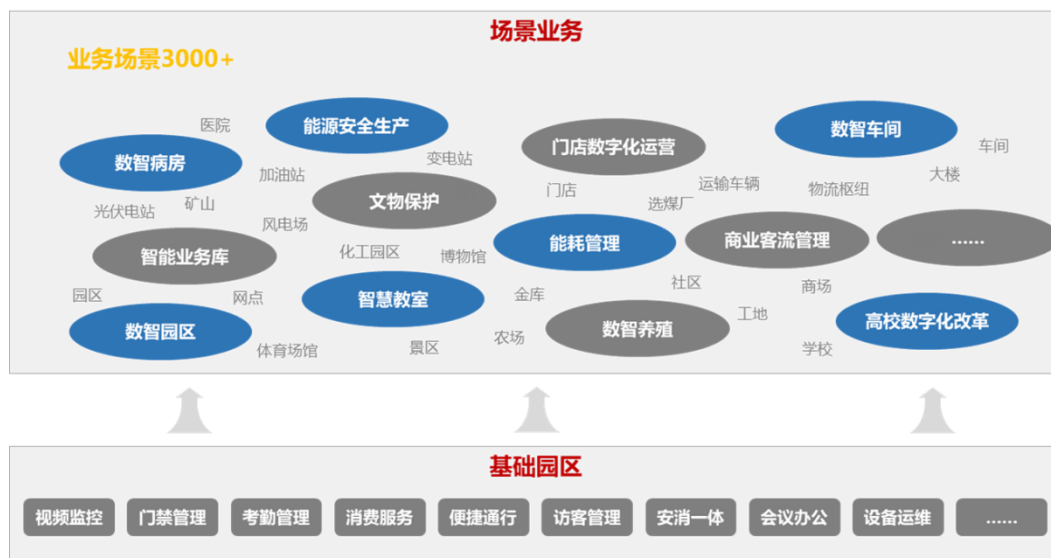 场景业务
业务场景3000+
医院
能源安全生产
数智车间
门店数字化运营
车间
数智病房
变电站
加油站
门店
运输车辆
物流枢纽
大楼
光伏电站
矿山
文物保护
选煤厂
风电场
能耗管理
商业客流管理
......
智能业务库
化工园区
博物馆
社区
商场
园区
网点
智慧教室
金库
工地
数智园区
数智养殖
高校数字化改革
体育场馆
景区
农场
学校
基础园区
视频监控
门禁管理
考勤管理
消费服务
便捷通行
访客管理
安消一体
会议办公
设备运维
......